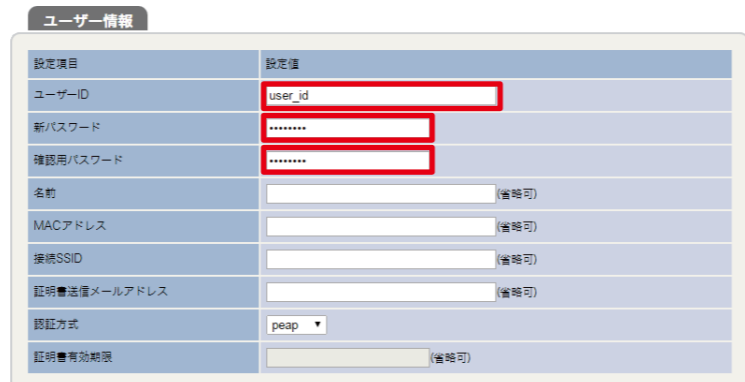 ユーザー情報
設定項目 設定値
ユーザーID user_id
新パスワード ••••••••
確認用パスワード ••••••••
名前 (省略可)
MACアドレス (省略可)
接続SSID (省略可)
証明書送信メールアドレス (省略可)
認証方式 peap ▼
証明書有効期限 (省略可)